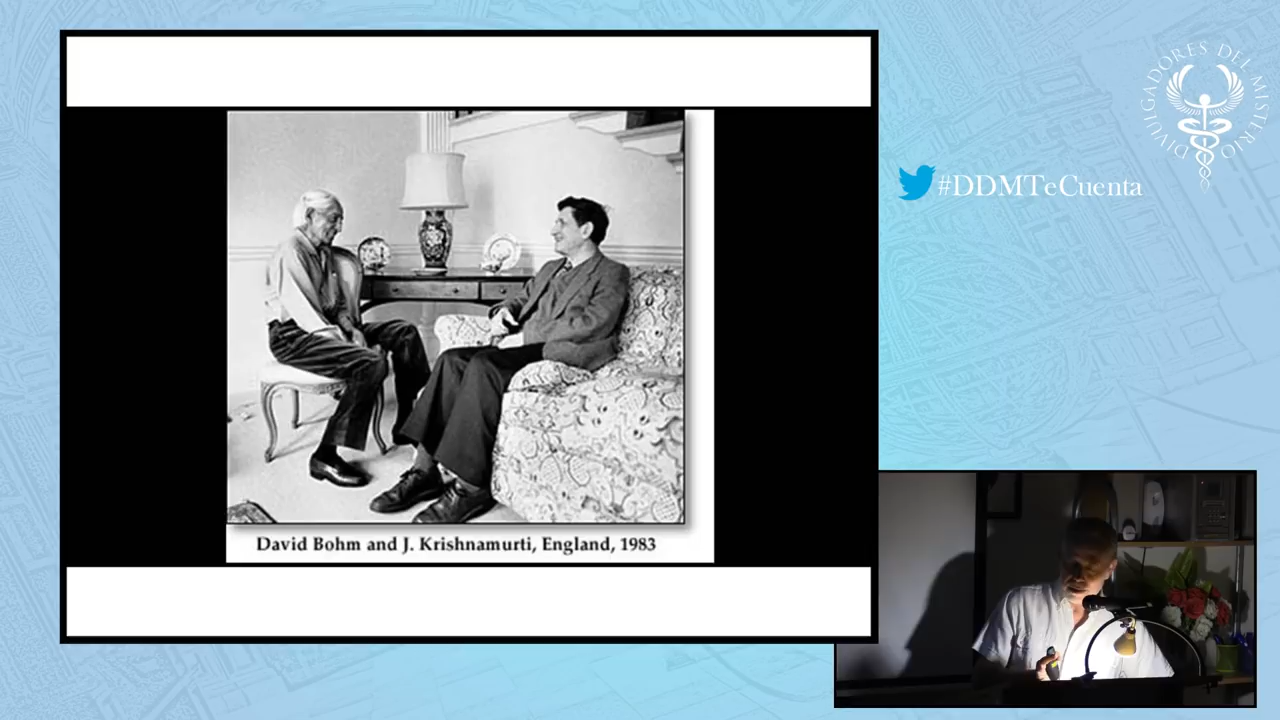 David Bohm and J. Krishnamurti, England, 1983
#DDMTeCuenta
DIVULGADORES DEL MISTERIO